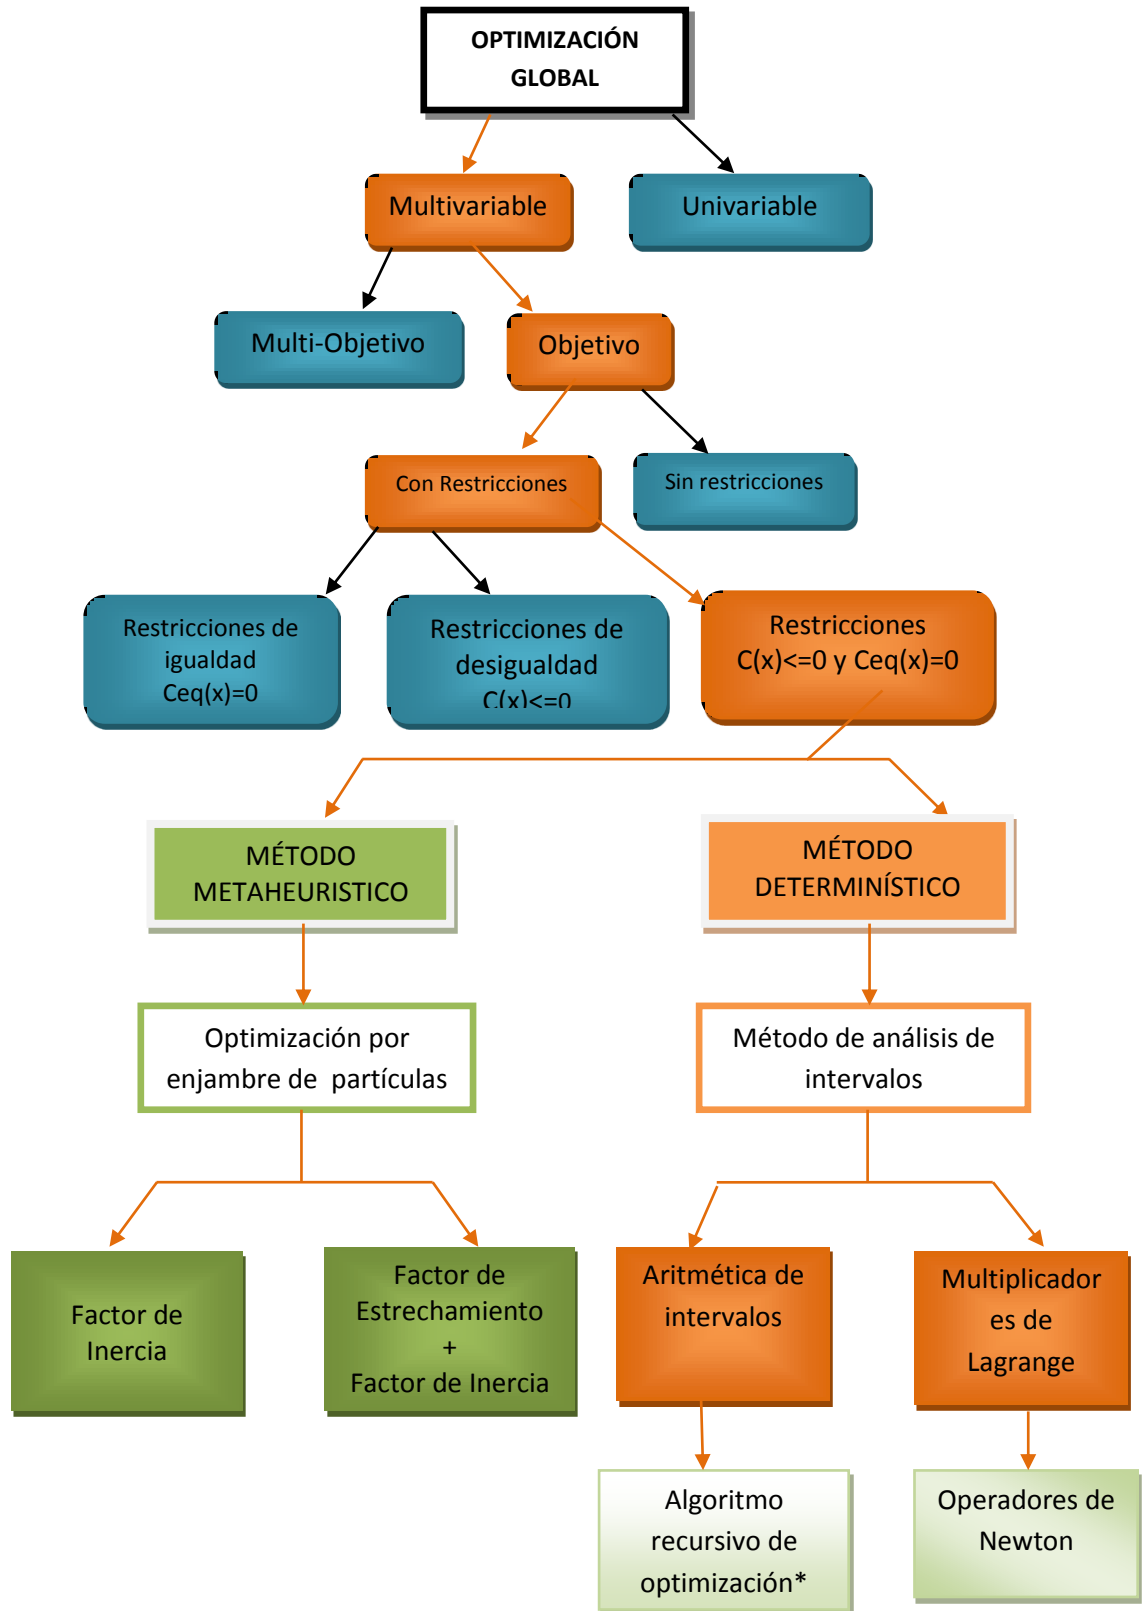 OPTIMIZACIÓN
GLOBAL
Multivariable
Univariable
Multi-Objetivo
Objetivo
Con Restricciones
Sin restricciones
Restricciones de
igualdad
Ceq(x)=0
Restricciones de
desigualdad
C(x)<=0
Restricciones
C(x)<=0 y Ceq(x)=0
MÉTODO
METAHEURISTICO
MÉTODO
DETERMINÍSTICO
Optimización por
enjambre de partículas
Método de análisis de
intervalos
Factor de
Inercia
Factor de
Estrechamiento
+
Factor de Inercia
Aritmética de
intervalos
Multiplicador
es de
Lagrange
Algoritmo
recursivo de
optimización*
Operadores de
Newton